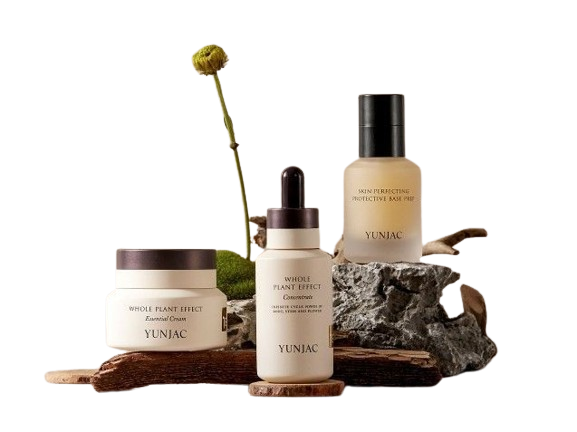 WHOLE PLANT EFFECT
Essential Cream
YUNJAC
WHOLE
PLANT EFFECT
Concentrate
YUNJAC
SKIN PERFECTING
PROTECTIVE BASE PREP
YUNJAC